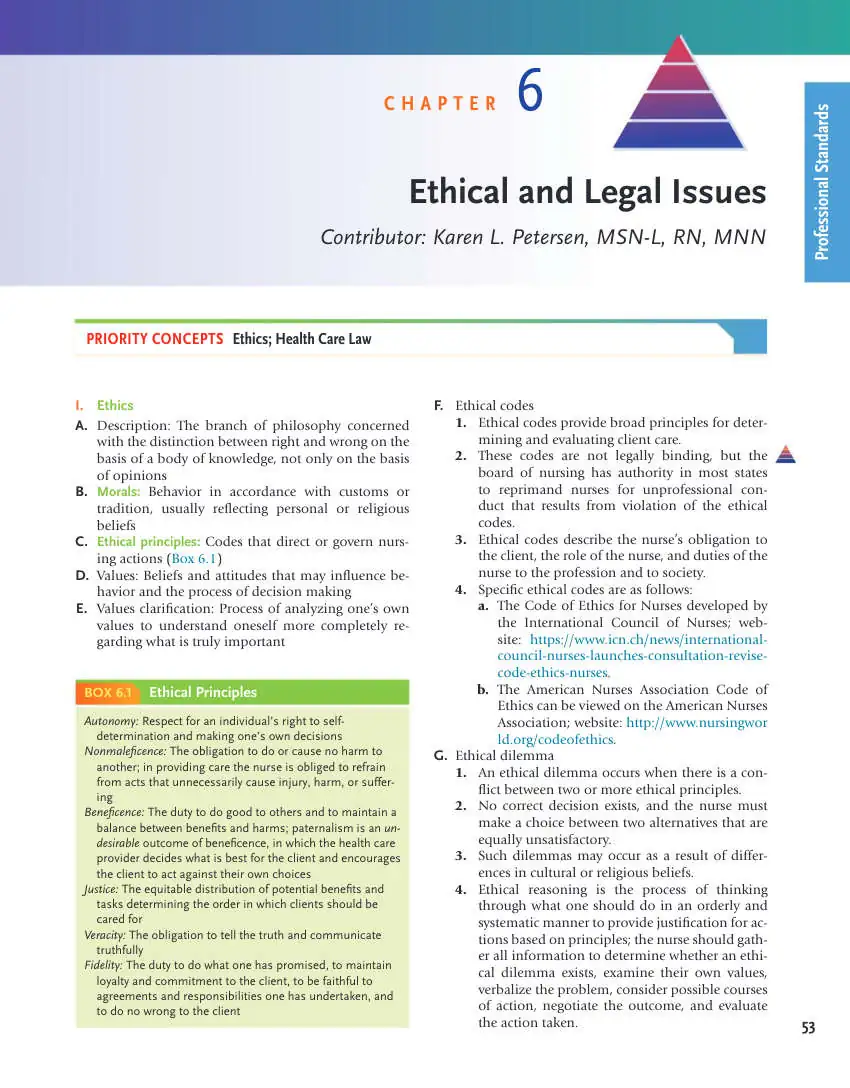 CHAPTER 6
Professional Standards
Ethical and Legal Issues
Contributor: Karen L. Petersen, MSN-L, RN, MNN
PRIORITY CONCEPTS Ethics; Health Care Law
I. Ethics
A. Description: The branch of philosophy concerned
with the distinction between right and wrong on the
basis of a body of knowledge, not only on the basis
of opinions
B. Morals: Behavior in accordance with customs or
tradition, usually reflecting personal or religious
beliefs
C. Ethical principles: Codes that direct or govern nurs-
ing actions (Box 6.1)
D. Values: Beliefs and attitudes that may influence be-
havior and the process of decision making
E. Values clarification: Process of analyzing one's own
values to understand oneself more completely re-
garding what is truly important
BOX 6.1 Ethical Principles
Autonomy: Respect for an individual's right to self-
determination and making one's own decisions
Nonmaleficence: The obligation to do or cause no harm to
another; in providing care the nurse is obliged to refrain
from acts that unnecessarily cause injury, harm, or suffer-
ing
Beneficence: The duty to do good to others and to maintain a
balance between benefits and harms; paternalism is an un-
desirable outcome of beneficence, in which the health care
provider decides what is best for the client and encourages
the client to act against their own choices
Justice: The equitable distribution of potential benefits and
tasks determining the order in which clients should be
cared for
Veracity: The obligation to tell the truth and communicate
truthfully
Fidelity: The duty to do what one has promised, to maintain
loyalty and commitment to the client, to be faithful to
agreements and responsibilities one has undertaken, and
to do no wrong to the client
F. Ethical codes
1. Ethical codes provide broad principles for deter-
mining and evaluating client care.
2. These codes are not legally binding, but the
board of nursing has authority in most states
to reprimand nurses for unprofessional con-
duct that results from violation of the ethical
codes.
3. Ethical codes describe the nurse's obligation to
the client, the role of the nurse, and duties of the
nurse to the profession and to society.
4. Specific ethical codes are as follows:
a. The Code of Ethics for Nurses developed by
the International Council of Nurses; web-
site: https://www.icn.ch/news/international-
council-nurses-launches-consultation-revise-
code-ethics-nurses.
b. The American Nurses Association Code of
Ethics can be viewed on the American Nurses
Association; website: http://www.nursingwor
ld.org/codeofethics.
G. Ethical dilemma
1. An ethical dilemma occurs when there is a con-
flict between two or more ethical principles.
2. No correct decision exists, and the nurse must
make a choice between two alternatives that are
equally unsatisfactory.
3. Such dilemmas may occur as a result of differ-
ences in cultural or religious beliefs.
4. Ethical reasoning is the process of thinking
through what one should do in an orderly and
systematic manner to provide justification for ac-
tions based on principles; the nurse should gath-
er all information to determine whether an ethi-
cal dilemma exists, examine their own values,
verbalize the problem, consider possible courses
of action, negotiate the outcome, and evaluate
the action taken.
53